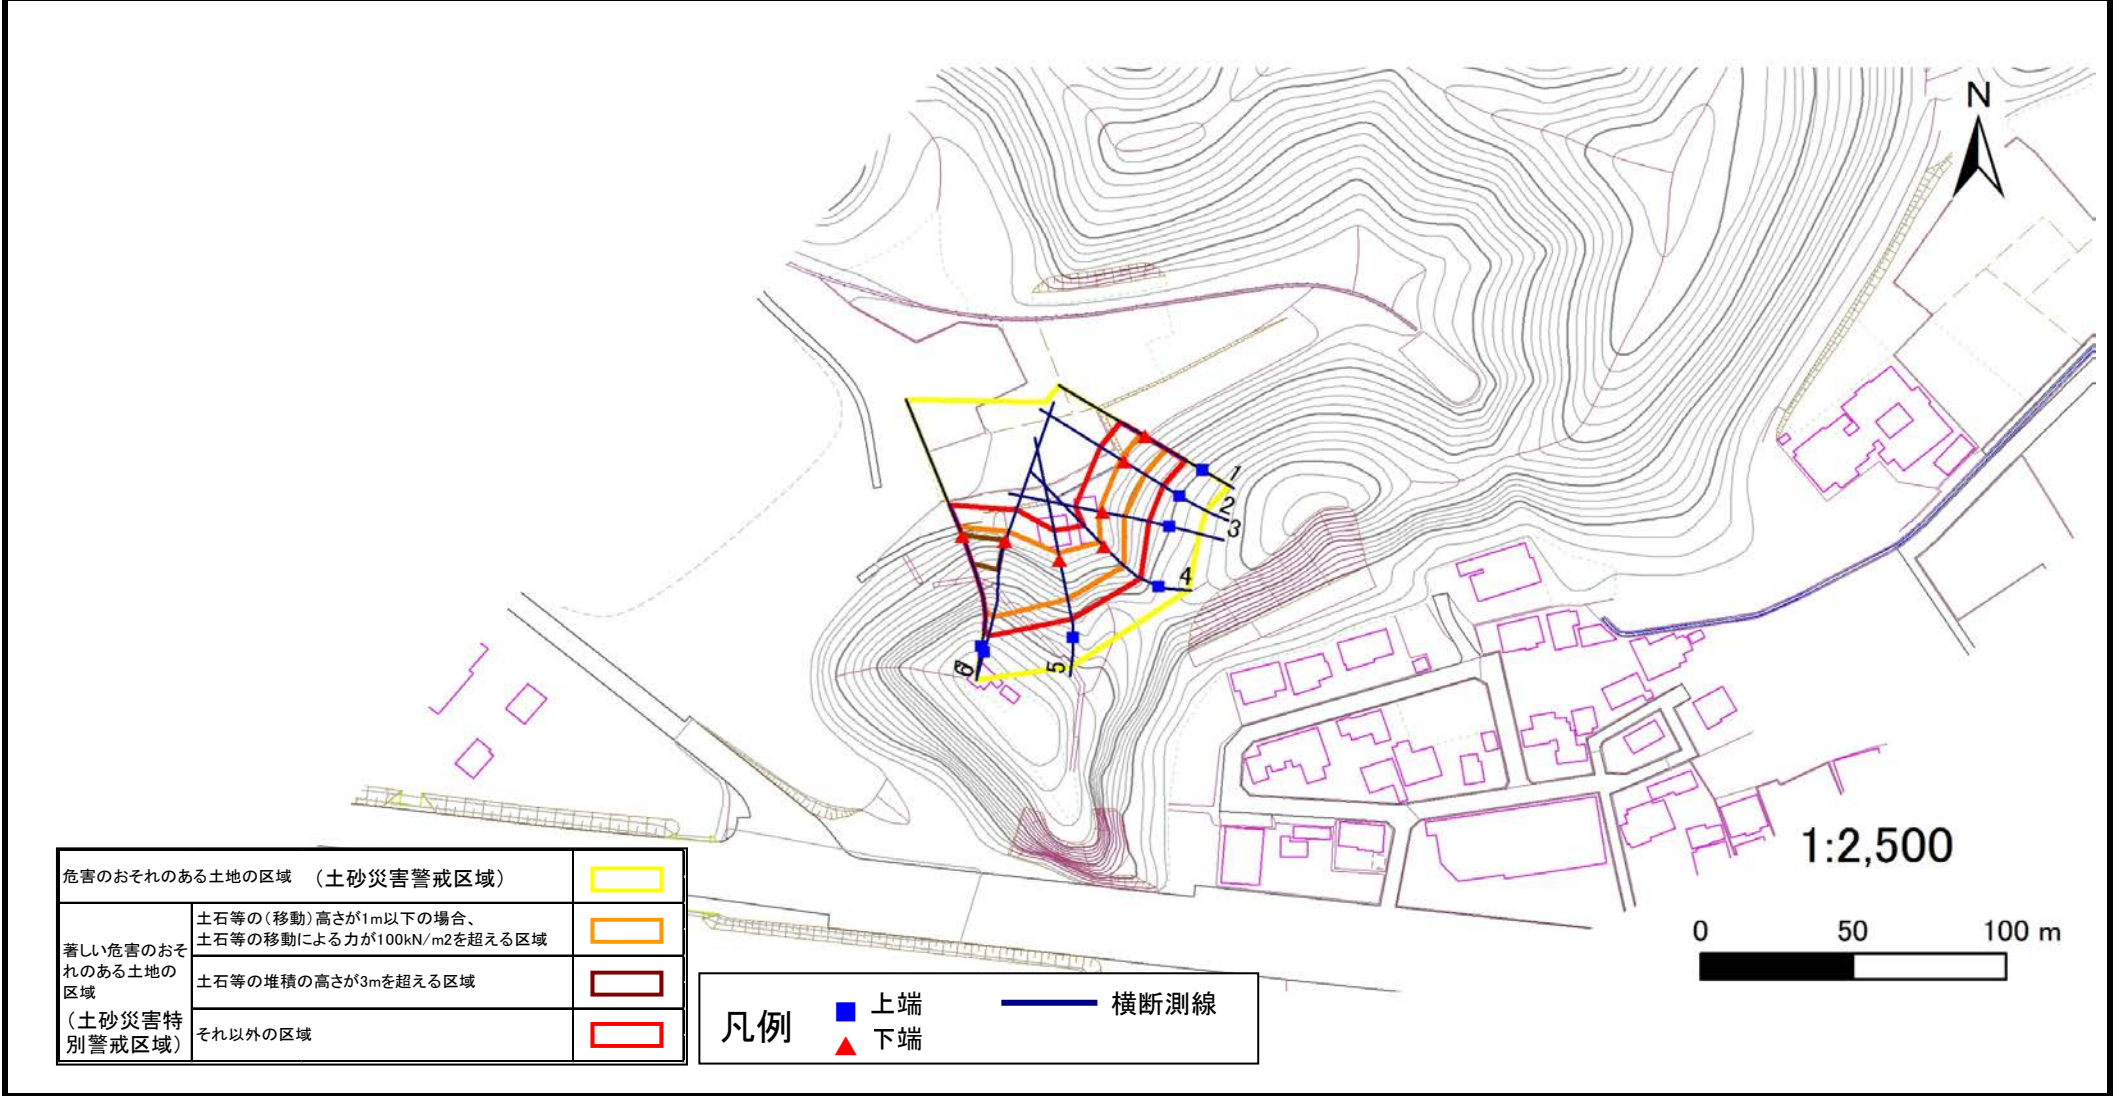 N
1
2
3
4
5
6
1:2,500
0 50 100 m
危害のおそれのある土地の区域 (土砂災害警戒区域)
著しい危害のおそ
れのある土地の
区域
(土砂災害特
別警戒区域)
土石等の(移動)高さが1m以下の場合、
土石等の移動による力が100kN/m2を超える区域
土石等の堆積の高さが3mを超える区域
それ以外の区域
凡例
上端
下端
横断測線